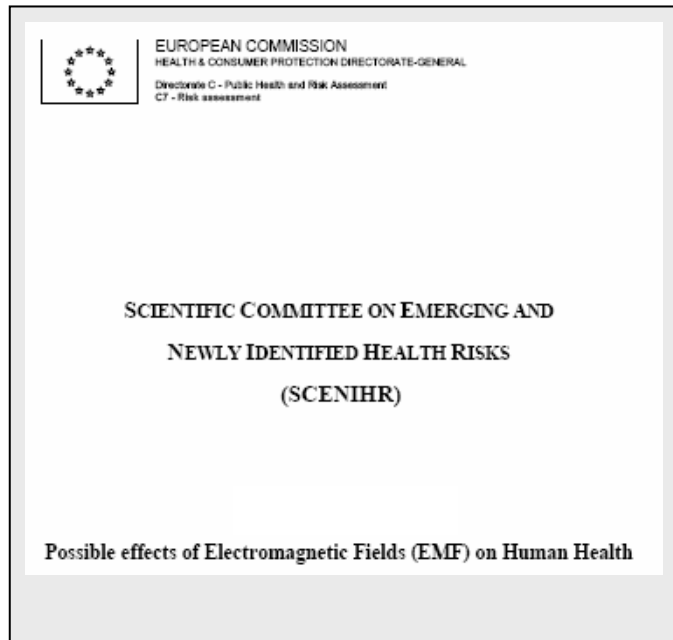 EUROPEAN COMMISSION
HEALTH & CONSUMER PROTECTION DIRECTORATE-GENERAL
Directorate C - Public Health and Risk Assessment
C7 - Risk assessment
SCIENTIFIC COMMITTEE ON EMERGING AND
NEWLY IDENTIFIED HEALTH RISKS
(SCENIHR)
Possible effects of Electromagnetic Fields (EMF) on Human Health